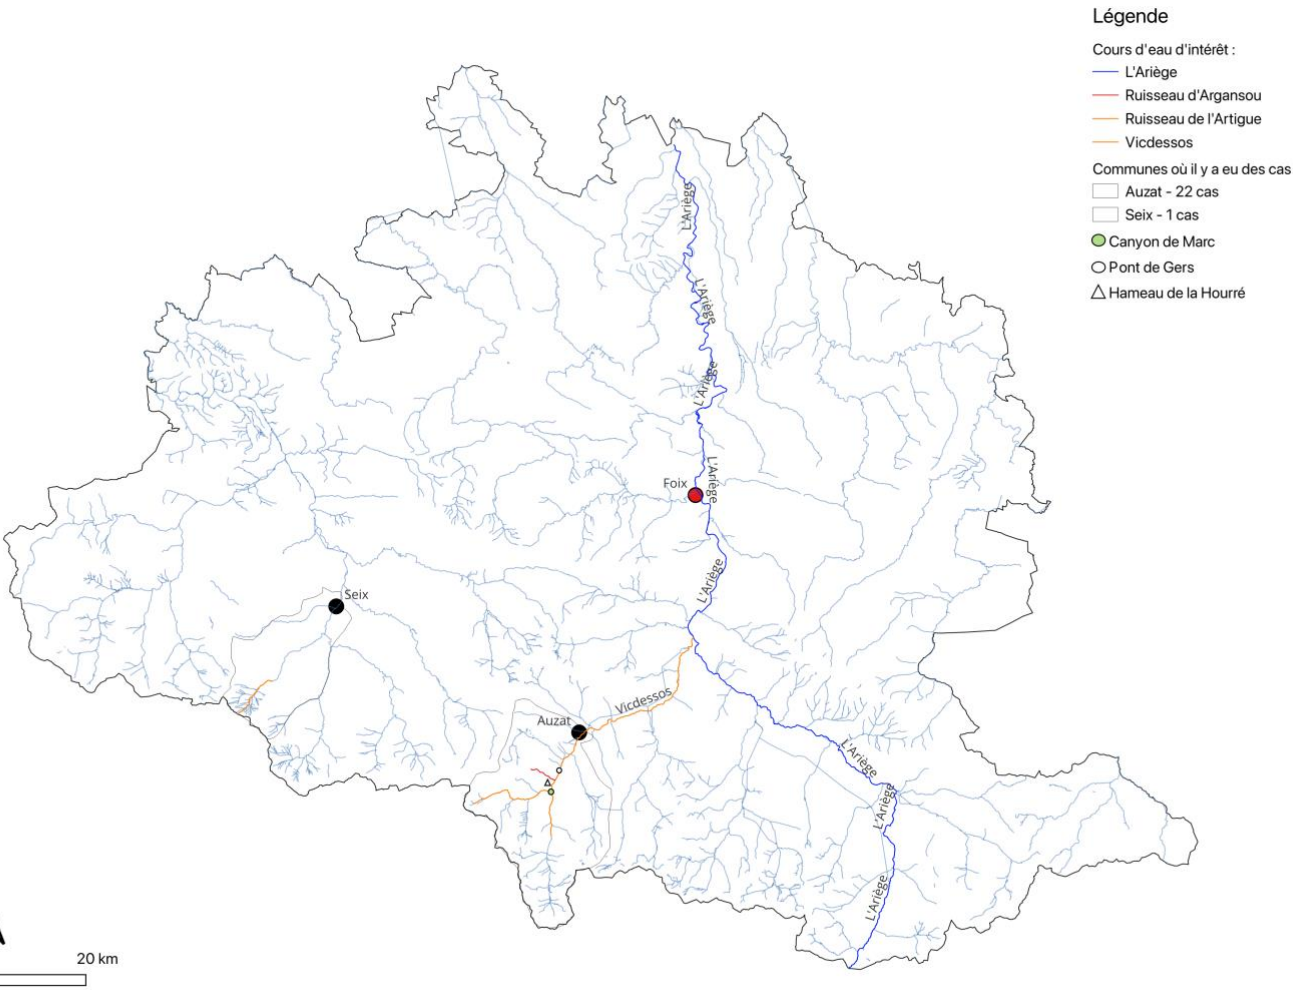 Légende
Cours d'eau d'intérêt :
L'Ariège
Ruisseau d'Argansou
Ruisseau de l'Artigue
Vicdessos
Communes où il y a eu des cas
Auzat - 22 cas
Seix - 1 cas
Canyon de Marc
Pont de Gers
Hameau de la Hourré
L'Ariège
L'Ariège
L'Ariège
Foix
L'Ariège
L'Ariège
Seix
Vicdessos
Auzat
L'Ariège
L'Ariège
L'Ariège
20 km